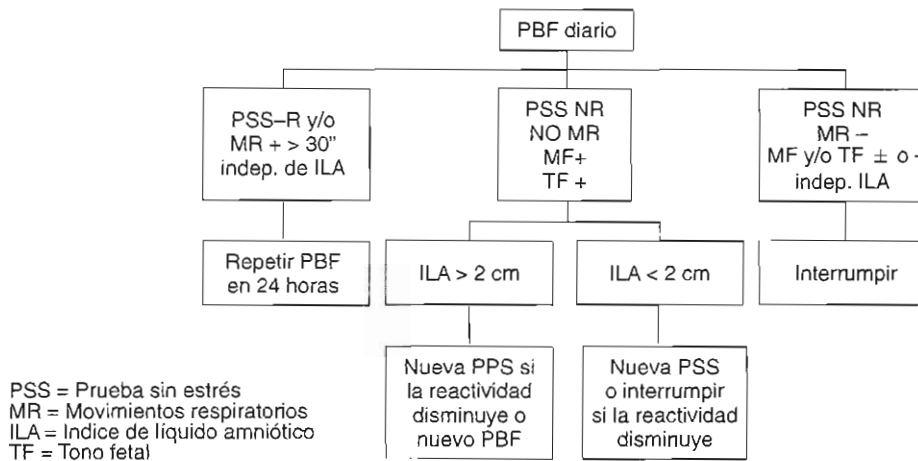 PBF diario
PSS–R y/o
MR + > 30"
indep. de ILA
PSS NR
NO MR
MF+
TF +
PSS NR
MR –
MF y/o TF ± o
indep. ILA
Repetir PBF
en 24 horas
ILA > 2 cm
ILA < 2 cm
Interrumpir
Nueva PPS si
la reactividad
disminuye o
nuevo PBF
Nueva PSS
o interrumpir
si la reactividad
disminuye
PSS = Prueba sin estrés
MR = Movimientos respiratorios
ILA = Indice de líquido amniótico
TF = Tono fetal